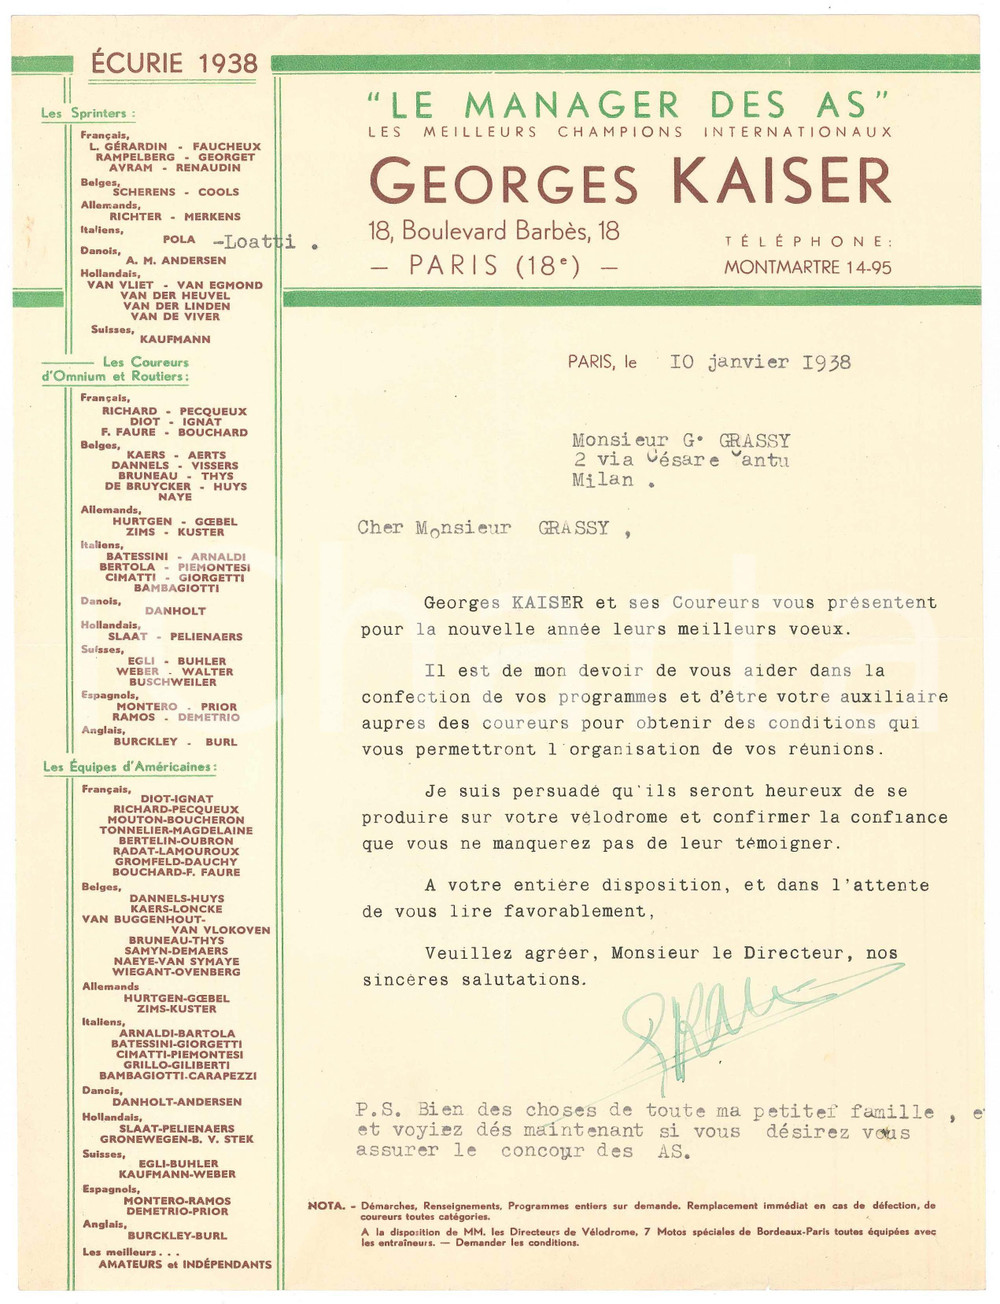 ÉCURIE 1938
Les Sprinters :
Français,
L. GÉRARDIN - FAUCHEUX
RAMPELBERG - GEORGET
AVRAM - RENAUDIN
Belges,
SCHERENS - COOLS
Allemands,
RICHTER - MERKENS
Italiens,
POLA -Loatti .
Danois,
A. M. ANDERSEN
Hollandais,
VAN VLIET - VAN EGMOND
VAN DER HEUVEL
VAN DER LINDEN
VAN DE VIVER
Suisses,
KAUFMANN
Les Coureurs
d'Omnium et Routiers :
Français,
RICHARD - PECQUEUX
DIOT - IGNAT
F. FAURE - BOUCHARD
Belges,
KAERS - AERTS
DANNELS - VISSERS
BRUNEAU - THYS
DE BRUYCKER - HUYS
NAYE
Allemands,
HURTGEN - GŒBEL
ZIMS - KUSTER
Italiens,
BATESSINI - ARNALDI
BERTOLA - PIEMONTESI
CIMATTI - GIORGETTI
BAMBAGIOTTI
Danois,
DANHOLT
Hollandais,
SLAAT - PELIENAERS
Suisses,
EGLI - BUHLER
WEBER - WALTER
BUSCHWEILER
Espagnols,
MONTERO - PRIOR
RAMOS - DEMETRIO
Anglais,
BURCKLEY - BURL
Les Équipes d'Américaines :
Français,
DIOT-IGNAT
RICHARD-PECQUEUX
MOUTON-BOUCHERON
TONNELIER-MAGDELAINE
BERTELIN-OUBRON
RADAT-LAMOUROUX
GROMFELD-DAUCHY
BOUCHARD-F. FAURE
Belges,
DANNELS-HUYS
KAERS-LONCKE
VAN BUGGENHOUT-
VAN VLOKOVEN
BRUNEAU-THYS
SAMYN-DEMAERS
NAEYE-VAN SYMAYE
WIEGANT-OVENBERG
Allemands
HURTGEN-GŒBEL
ZIMS-KUSTER
Italiens,
ARNALDI-BARTOLA
BATESSINI-GIORGETTI
CIMATTI-PIEMONTESI
GRILLO-GILIBERTI
BAMBAGIOTTI-CARAPEZZI
Danois,
DANHOLT-ANDERSEN
Hollandais,
SLAAT-PELIENAERS
GRONEWEGEN-B. V. STEK
Suisses,
EGLI-BUHLER
KAUFMANN-WEBER
Espagnols,
MONTERO-RAMOS
DEMETRIO-PRIOR
Anglais,
BURCKLEY-BURL
Les meilleurs . . .
AMATEURS et INDÉPENDANTS
"LE MANAGER DES AS"
LES MEILLEURS CHAMPIONS INTERNATIONAUX
GEORGES KAISER
18, Boulevard Barbès, 18
— PARIS (18e) —
TÉLÉPHONE:
MONTMARTRE 14-95
PARIS, le 10 janvier 1938
Monsieur G. GRASSY
2 via Césare Cantu
Milan .
Cher Monsieur GRASSY ,
Georges KAISER et ses Coureurs vous présentent
pour la nouvelle année leurs meilleurs voeux.
Il est de mon devoir de vous aider dans la
confection de vos programmes et d'être votre auxiliaire
aupres des coureurs pour obtenir des conditions qui
vous permettront l'organisation de vos réunions.
Je suis persuadé qu'ils seront heureux de se
produire sur votre vélodrome et confirmer la confiance
que vous ne manquerez pas de leur témoigner.
A votre entière disposition, et dans l'attente
de vous lire favorablement,
Veuillez agréer, Monsieur le Directeur, nos
sincères salutations.
P.S. Bien des choses de toute ma petitef famille , e
et voyiez dés maintenant si vous désirez vous
assurer le concour des AS.
NOTA. - Démarches, Renseignements, Programmes entiers sur demande. Remplacement immédiat en cas de défection, de
coureurs toutes catégories.
A la disposition de MM. les Directeurs de Vélodrome, 7 Motos spéciales de Bordeaux-Paris toutes équipées avec
les entraîneurs. — Demander les conditions.